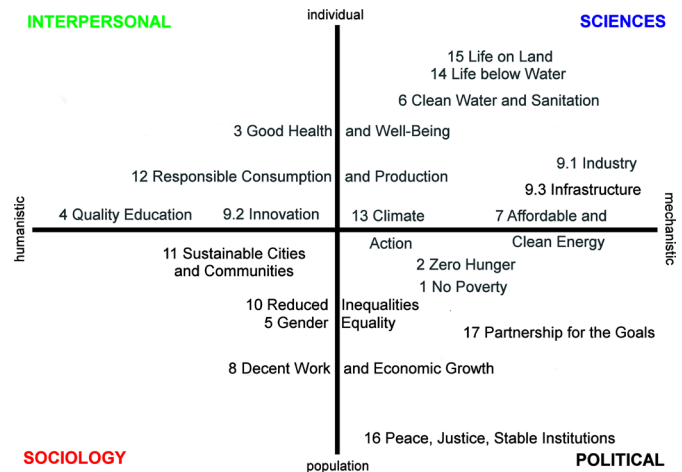 INTERPERSONAL
individual
SCIENCES
15 Life on Land
14 Life below Water
6 Clean Water and Sanitation
3 Good Health and Well-Being
12 Responsible Consumption and Production
9.1 Industry
9.3 Infrastructure
humanistic
4 Quality Education
9.2 Innovation
13 Climate
7 Affordable and
mechanistic
Action
Clean Energy
11 Sustainable Cities
and Communities
2 Zero Hunger
1 No Poverty
10 Reduced Inequalities
5 Gender Equality
17 Partnership for the Goals
8 Decent Work and Economic Growth
16 Peace, Justice, Stable Institutions
SOCIOLOGY
population
POLITICAL